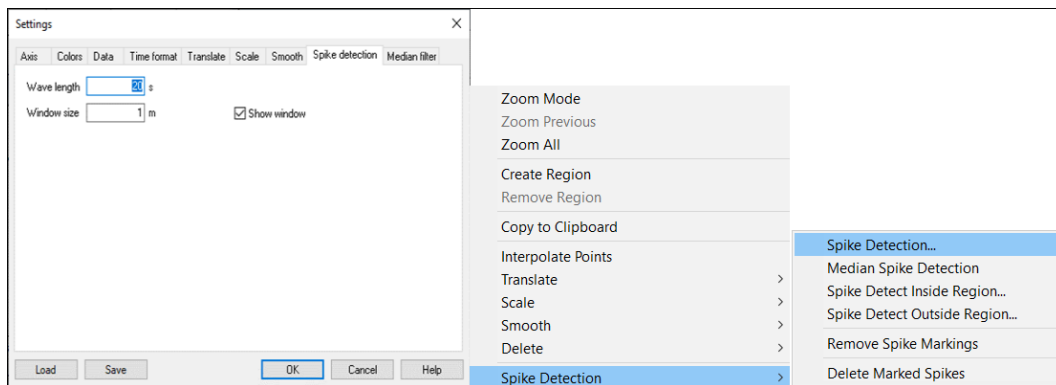 Settings
Axis Colors Data Time format Translate Scale Smooth Spike detection Median filter
Wave length 20 s
Window size 1 m Show window
Load Save OK Cancel Help
Zoom Mode
Zoom Previous
Zoom All
Create Region
Remove Region
Copy to Clipboard
Interpolate Points
Translate
Scale
Smooth
Delete
Spike Detection
Spike Detection...
Median Spike Detection
Spike Detect Inside Region...
Spike Detect Outside Region...
Remove Spike Markings
Delete Marked Spikes